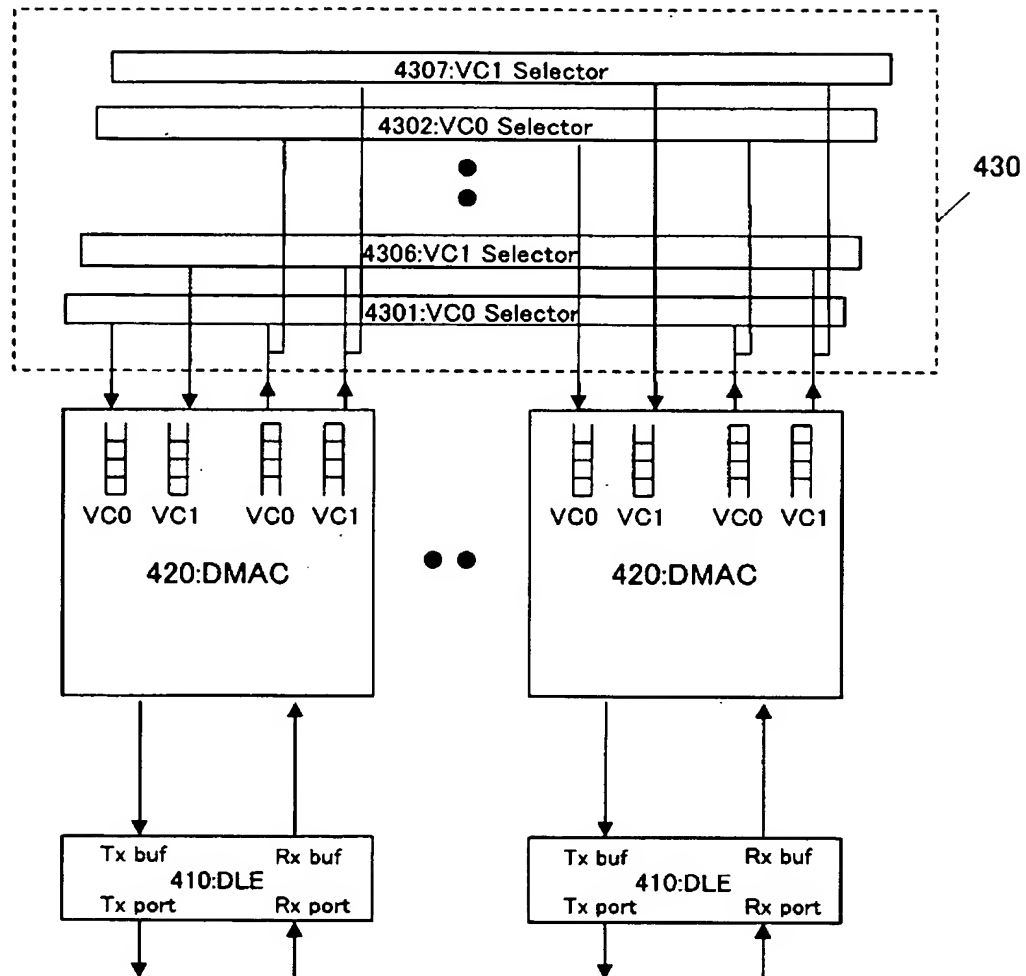 4307:VC1 Selector
4302:VC0 Selector
430
4306:VC1 Selector
4301:VC0 Selector
VC0 VC1 VC0 VC1
420:DMAC
VC0 VC1 VC0 VC1
420:DMAC
Tx buf Rx buf
410:DLE
Tx port Rx port
Tx buf Rx buf
410:DLE
Tx port Rx port